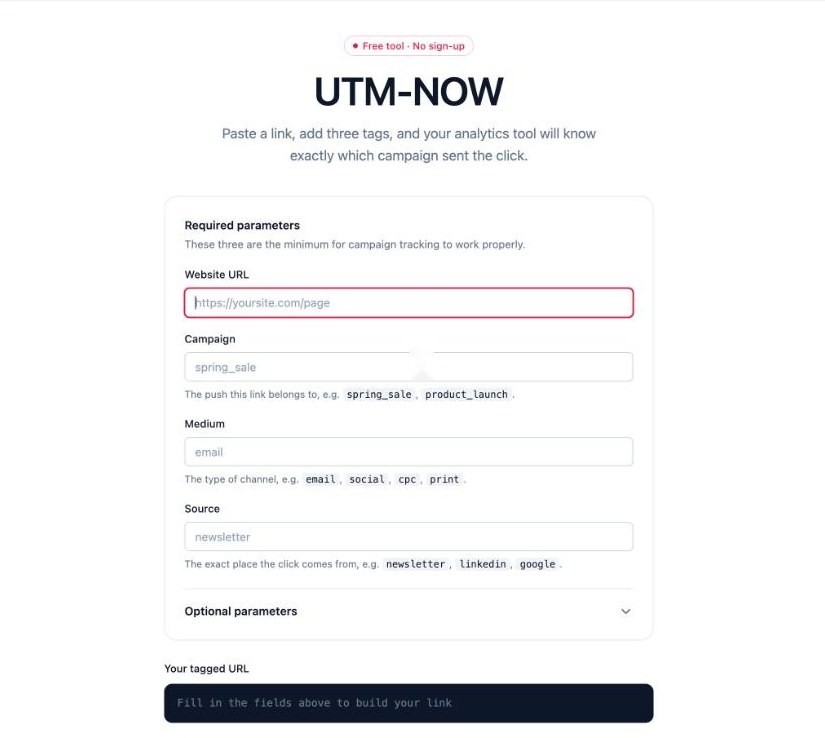 Free tool · No sign-up
UTM-NOW
Paste a link, add three tags, and your analytics tool will know
exactly which campaign sent the click.
Required parameters
These three are the minimum for campaign tracking to work properly.
Website URL
https://yoursite.com/page
Campaign
spring_sale
The push this link belongs to, e.g. spring_sale, product_launch.
Medium
email
The type of channel, e.g. email, social, cpc, print.
Source
newsletter
The exact place the click comes from, e.g. newsletter, linkedin, google.
Optional parameters
Your tagged URL
Fill in the fields above to build your link